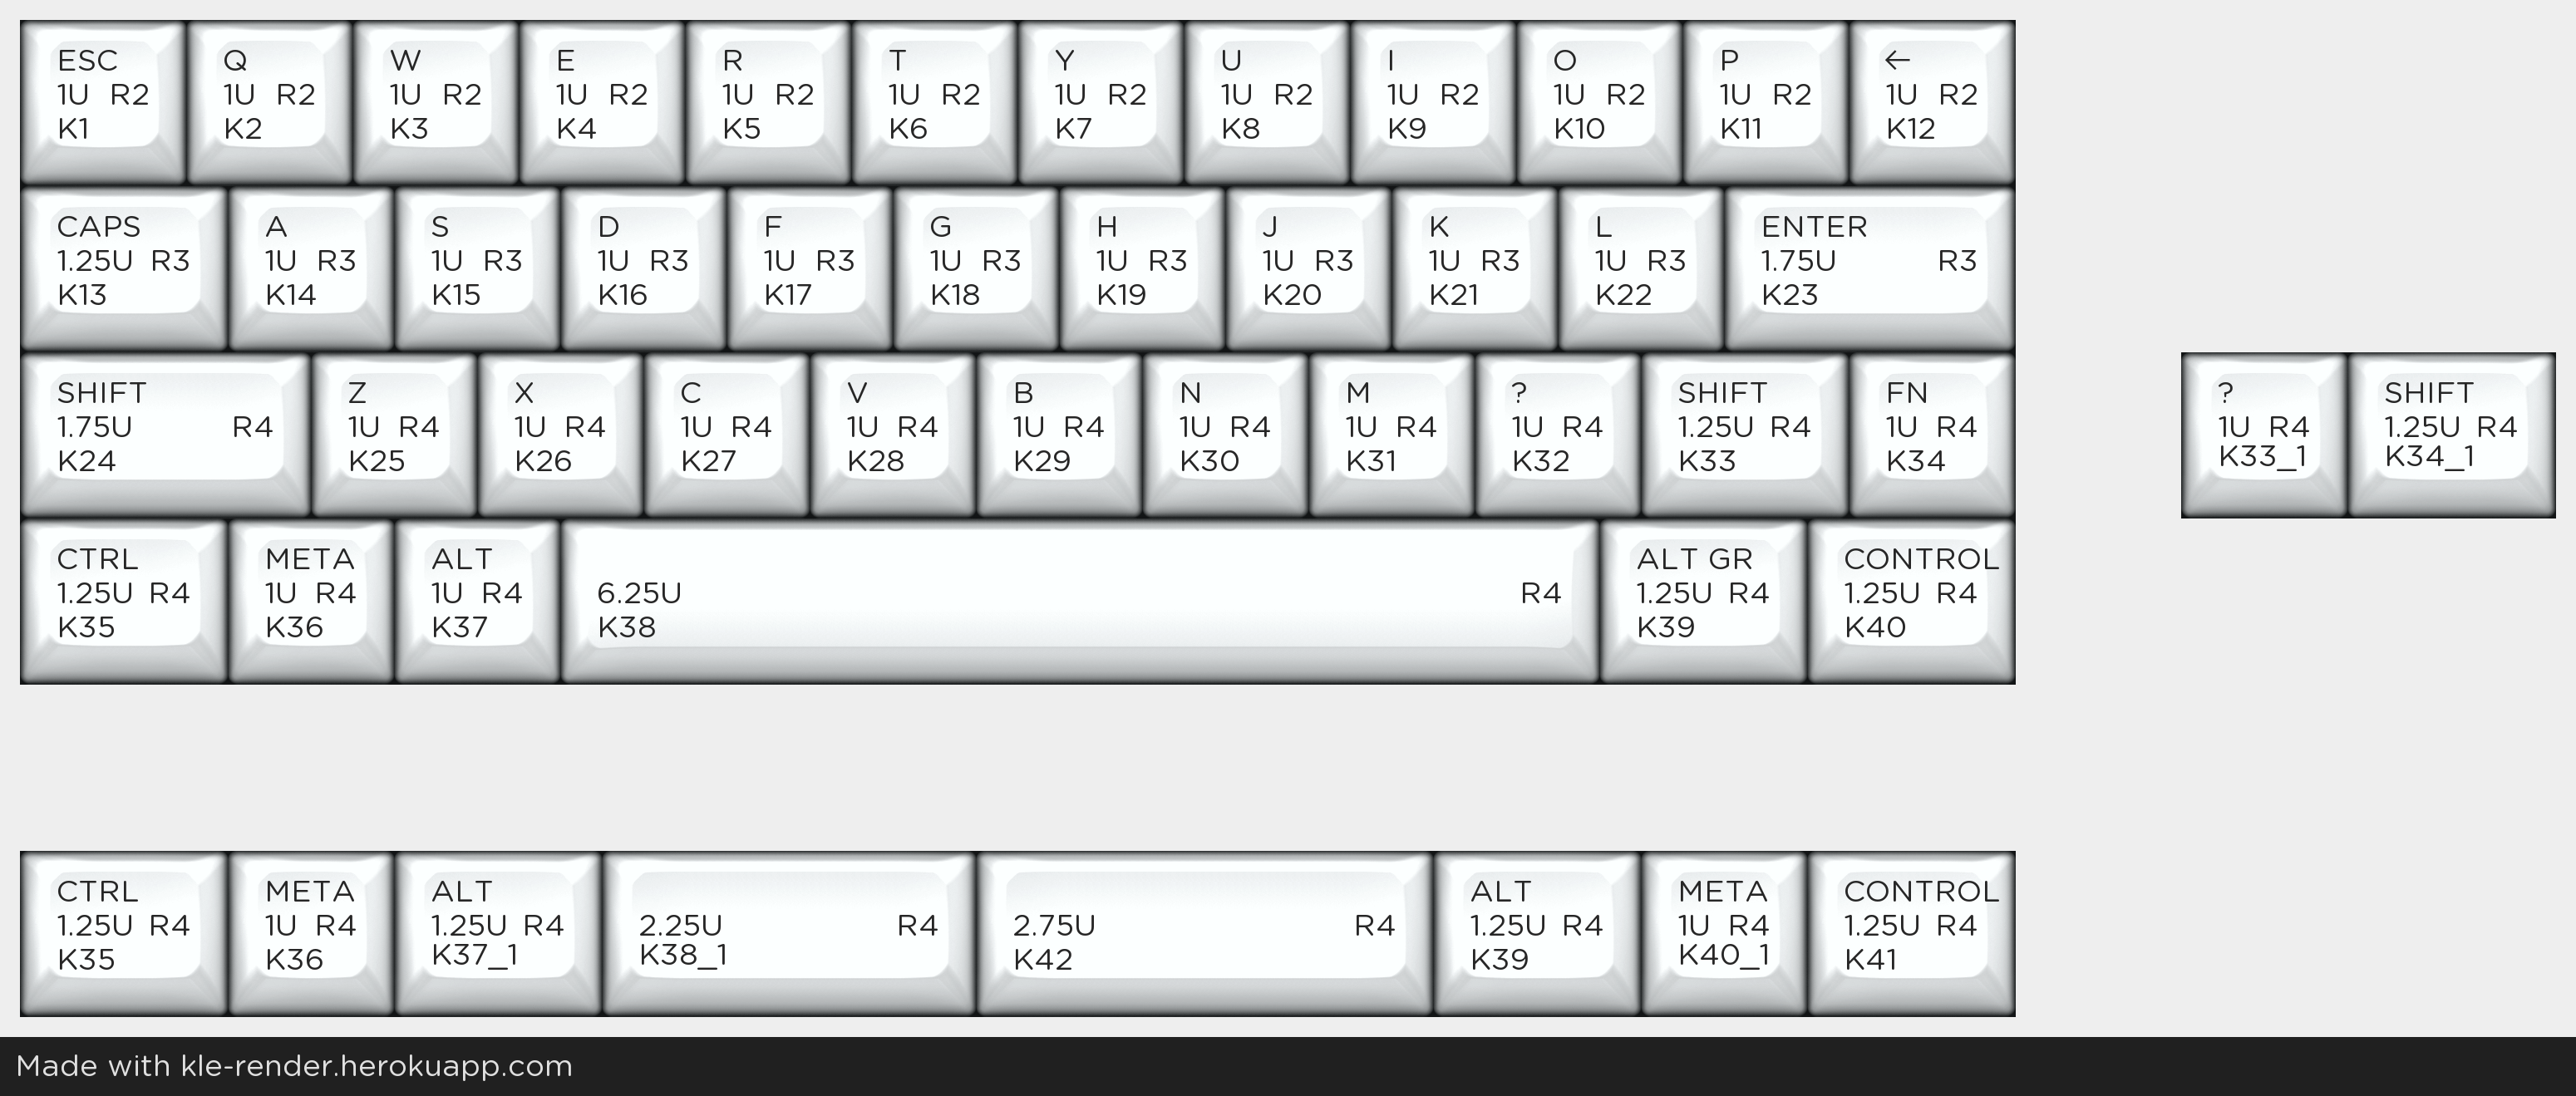 ESC Q W E R T Y U I O P ←
1U R2 1U R2 1U R2 1U R2 1U R2 1U R2 1U R2 1U R2 1U R2 1U R2 1U R2 1U R2
K1 K2 K3 K4 K5 K6 K7 K8 K9 K10 K11 K12
CAPS A S D F G H J K L ENTER
1.25U R3 1U R3 1U R3 1U R3 1U R3 1U R3 1U R3 1U R3 1U R3 1U R3 1.75U R3
K13 K14 K15 K16 K17 K18 K19 K20 K21 K22 K23
SHIFT Z X C V B N M ? SHIFT FN ? SHIFT
1.75U R4 1U R4 1U R4 1U R4 1U R4 1U R4 1U R4 1U R4 1U R4 1.25U R4 1U R4 1U R4 1.25U R4
K24 K25 K26 K27 K28 K29 K30 K31 K32 K33 K34 K33_1 K34_1
CTRL META ALT ALT GR CONTROL
1.25U R4 1U R4 1U R4 6.25U R4 1.25U R4 1.25U R4
K35 K36 K37 K38 K39 K40
CTRL META ALT ALT META CONTROL
1.25U R4 1U R4 1.25U R4 2.25U R4 2.75U R4 1.25U R4 1U R4 1.25U R4
K35 K36 K37_1 K38_1 K42 K39 K40_1 K41
Made with kle-render.herokuapp.com